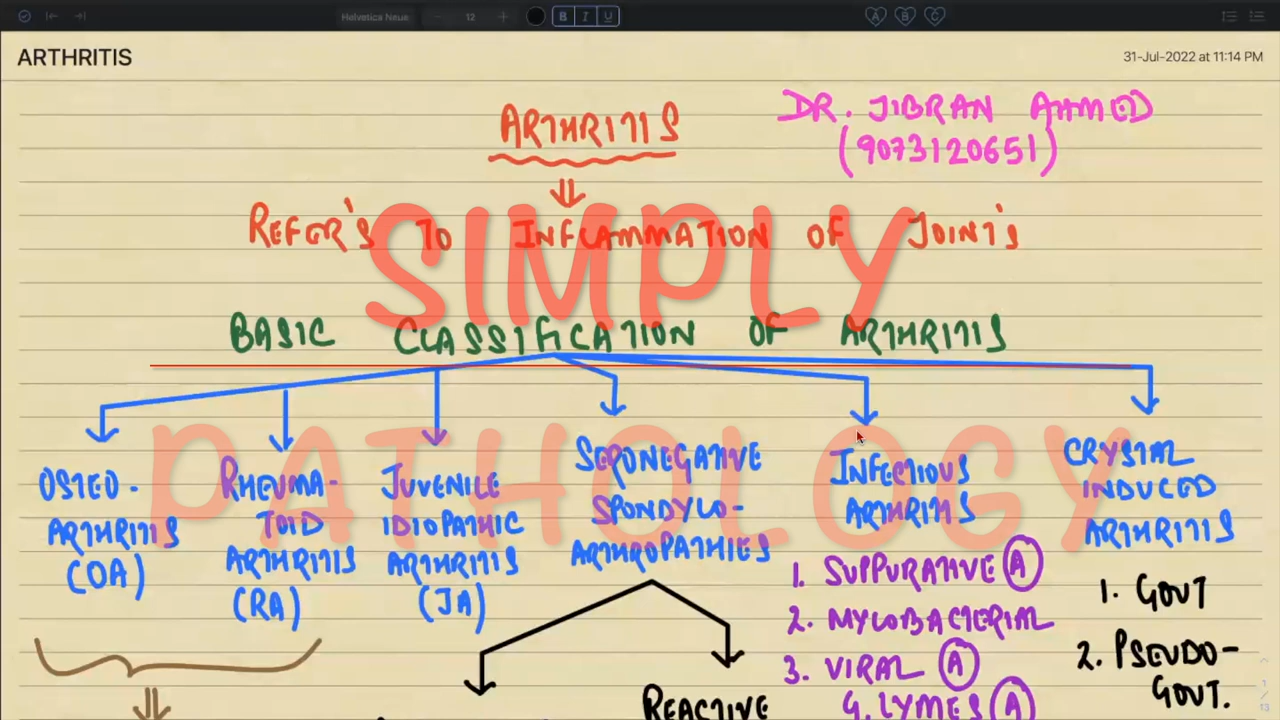 Helvetica Neue
12
B I U
A B C
ARTHRITIS
31-Jul-2022 at 11:14 PM
ARTHRITIS
DR. JIBRAN AHMED
(9073120651)
REFER'S TO INFLAMMATION OF JOINT'S
SIMPLY
BASIC CLASSIFICATION OF ARTHRITIS
PATHOLOGY
OSTEO-
ARTHRITIS
(OA)
RHEUMA-
TOID
ARTHRITIS
(RA)
JUVENILE
IDIOPATHIC
ARTHRITIS
(JA)
SERONEGATIVE
SPONDYLO-
ARTHROPATHIES
REACTIVE
INFECTIOUS
ARTHRITIS
1. SUPPURATIVE A
2. MYCOBACTERIAL
3. VIRAL A
4. LYMES A
CRYSTAL
INDUCED
ARTHRITIS
1. GOUT
2. PSEUDO-
GOUT.
1
/
13